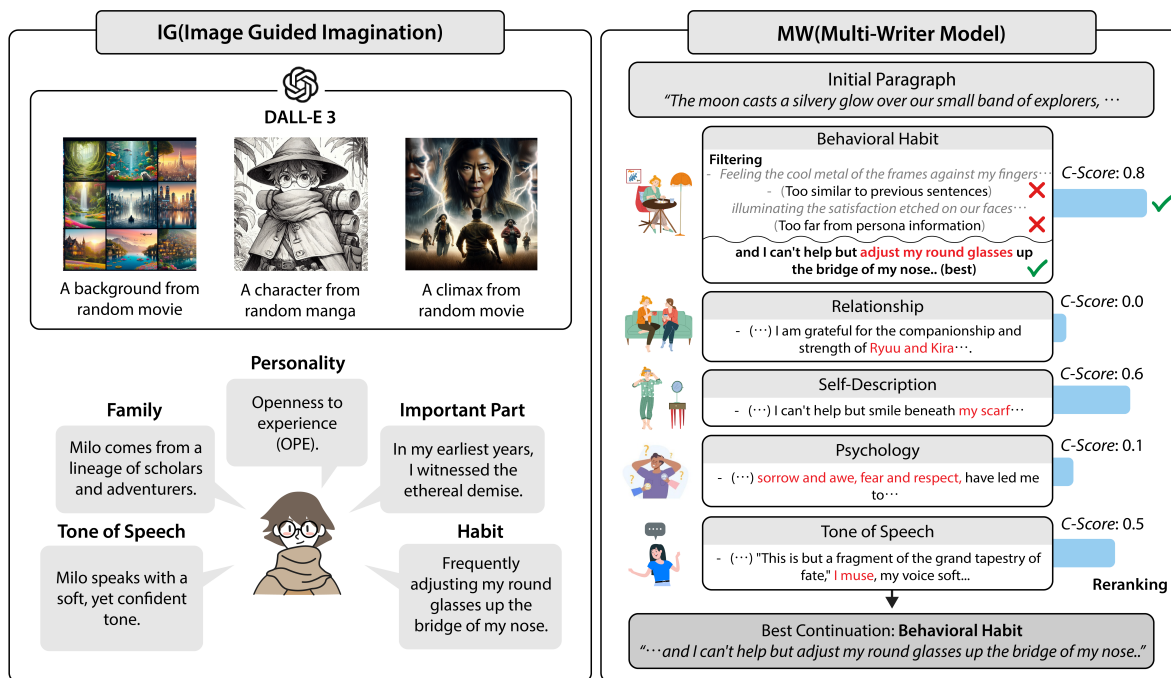 IG(Image Guided Imagination)
DALL-E 3
A background from
random movie
A character from
random manga
A climax from
random movie
Personality
Openness to
experience
(OPE).
Family
Milo comes from a
lineage of scholars
and adventurers.
Important Part
In my earliest years,
I witnessed the
ethereal demise.
Tone of Speech
Milo speaks with a
soft, yet confident
tone.
Habit
Frequently
adjusting my round
glasses up the
bridge of my nose.
MW(Multi-Writer Model)
Initial Paragraph
“The moon casts a silvery glow over our small band of explorers, ⋯
Behavioral Habit
Filtering
- Feeling the cool metal of the frames against my fingers⋯
- (Too similar to previous sentences)
illuminating the satisfaction etched on our faces⋯
(Too far from persona information)
and I can't help but adjust my round glasses up
the bridge of my nose.. (best)
C-Score: 0.8
Relationship
- (⋯) I am grateful for the companionship and
strength of Ryuu and Kira⋯.
C-Score: 0.0
Self-Description
- (⋯) I can't help but smile beneath my scarf⋯
C-Score: 0.6
Psychology
- (⋯) sorrow and awe, fear and respect, have led me
to⋯
C-Score: 0.1
Tone of Speech
- (⋯) "This is but a fragment of the grand tapestry of
fate," I muse, my voice soft...
C-Score: 0.5
Reranking
Best Continuation: Behavioral Habit
“⋯and I can't help but adjust my round glasses up the bridge of my nose..”